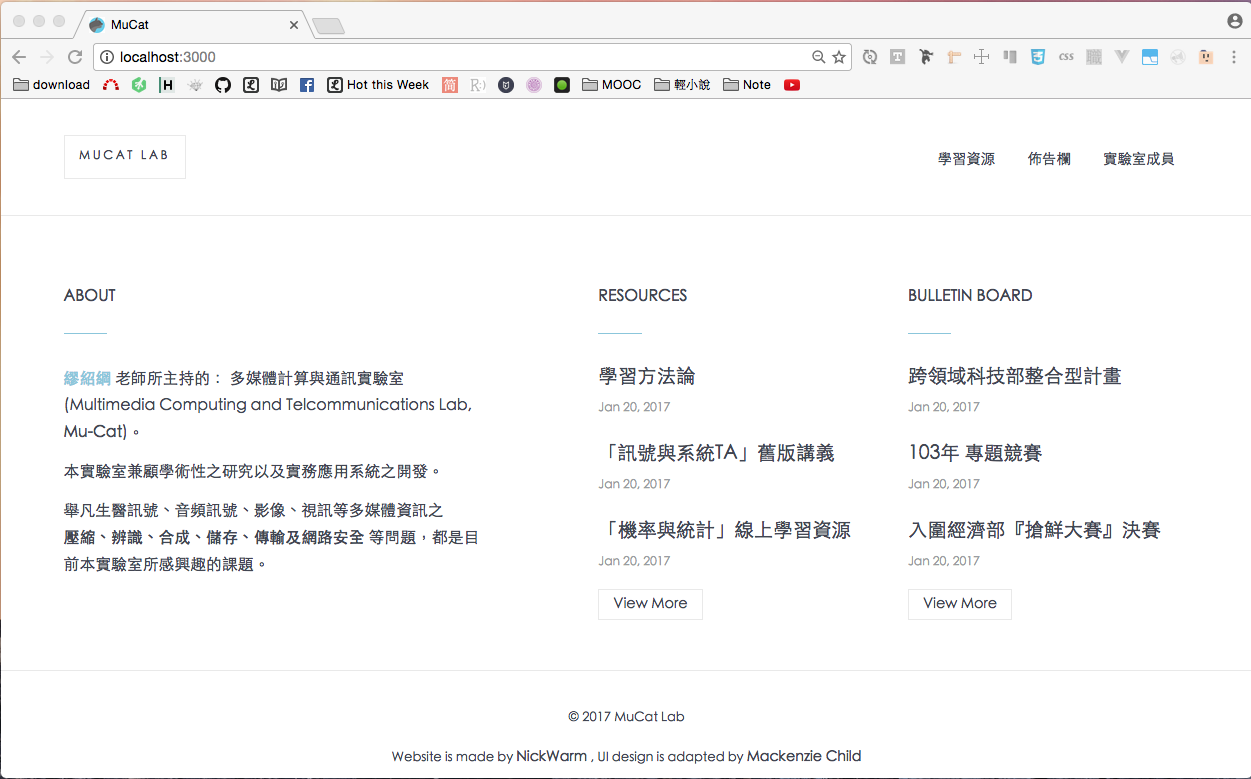 MuCat
localhost:3000
download
H
Hot this Week
简
R:)
MOOC
輕小說
Note
CSS
MUCAT LAB
學習資源
佈告欄
實驗室成員
ABOUT
繆紹綱 老師所主持的： 多媒體計算與通訊實驗室
(Multimedia Computing and Telcommunications Lab,
Mu-Cat)。
本實驗室兼顧學術性之研究以及實務應用系統之開發。
舉凡生醫訊號、音頻訊號、影像、視訊等多媒體資訊之
壓縮、辨識、合成、儲存、傳輸及網路安全 等問題，都是目
前本實驗室所感興趣的課題。
RESOURCES
學習方法論
Jan 20, 2017
「訊號與系統TA」舊版講義
Jan 20, 2017
「機率與統計」線上學習資源
Jan 20, 2017
View More
BULLETIN BOARD
跨領域科技部整合型計畫
Jan 20, 2017
103年 專題競賽
Jan 20, 2017
入圍經濟部『搶鮮大賽』決賽
Jan 20, 2017
View More
© 2017 MuCat Lab
Website is made by NickWarm , UI design is adapted by Mackenzie Child